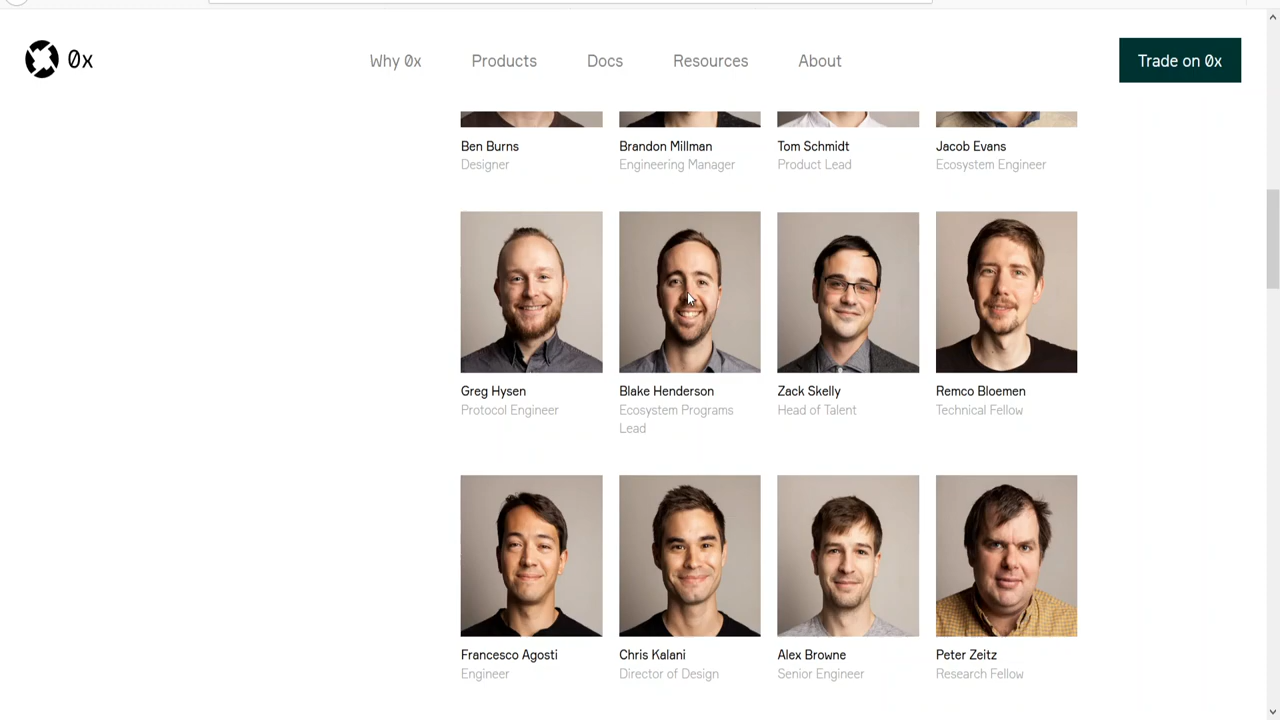 0x
Why 0x
Products
Docs
Resources
About
Trade on 0x
Ben Burns
Designer
Brandon Millman
Engineering Manager
Tom Schmidt
Product Lead
Jacob Evans
Ecosystem Engineer
Greg Hysen
Protocol Engineer
Blake Henderson
Ecosystem Programs
Lead
Zack Skelly
Head of Talent
Remco Bloemen
Technical Fellow
Francesco Agosti
Engineer
Chris Kalani
Director of Design
Alex Browne
Senior Engineer
Peter Zeitz
Research Fellow